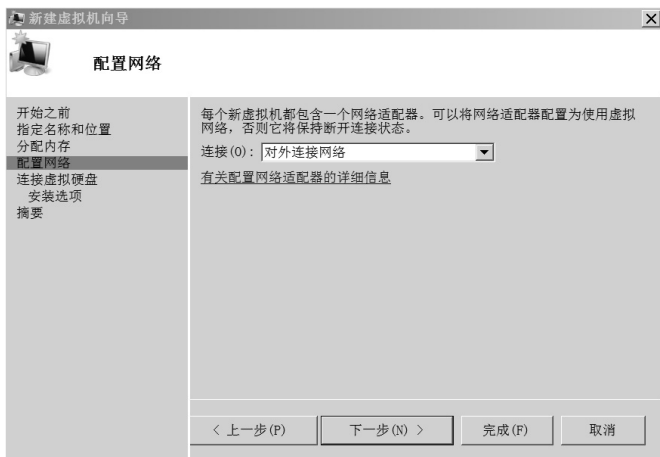 新建虚拟机向导
配置网络
开始之前
指定名称和位置
分配内存
配置网络
连接虚拟硬盘
安装选项
摘要
每个新虚拟机都包含一个网络适配器。可以将网络适配器配置为使用虚拟
网络，否则它将保持断开连接状态。
连接(O): 对外连接网络
有关配置网络适配器的详细信息
< 上一步(P) 下一步(N) > 完成(F) 取消